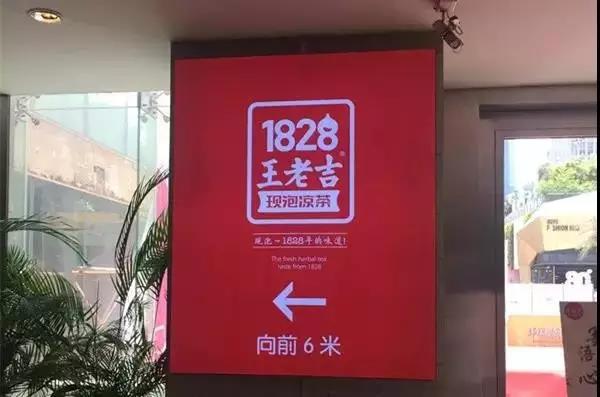 1828
王老吉®
现泡凉茶
现泡~1828年的味道!
The fresh herbal tea
taste from 1828
向前 6 米